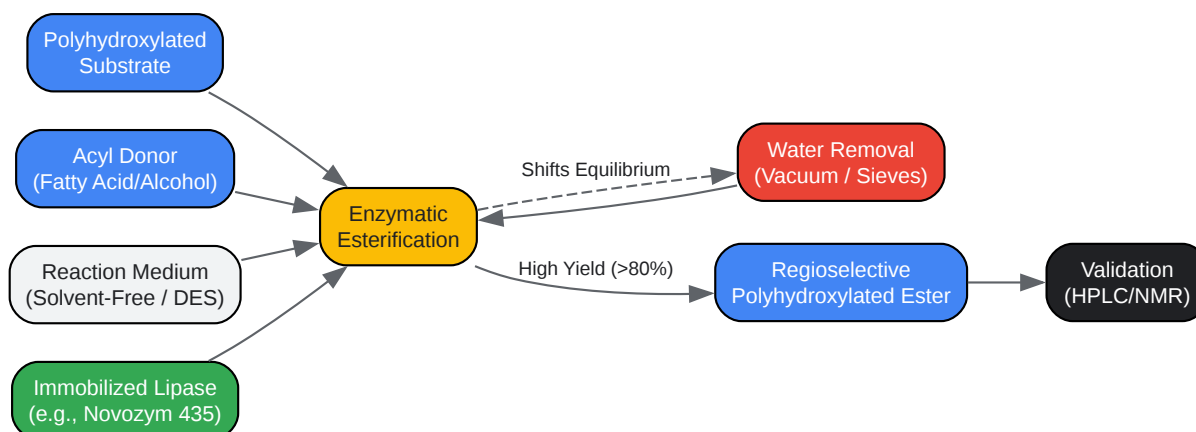 Polyhydroxylated
Substrate
Acyl Donor
(Fatty Acid/Alcohol)
Reaction Medium
(Solvent-Free / DES)
Immobilized Lipase
(e.g., Novozym 435)
Enzymatic
Esterification
Shifts Equilibrium
Water Removal
(Vacuum / Sieves)
High Yield (>80%)
Regioselective
Polyhydroxylated Ester
Validation
(HPLC/NMR)